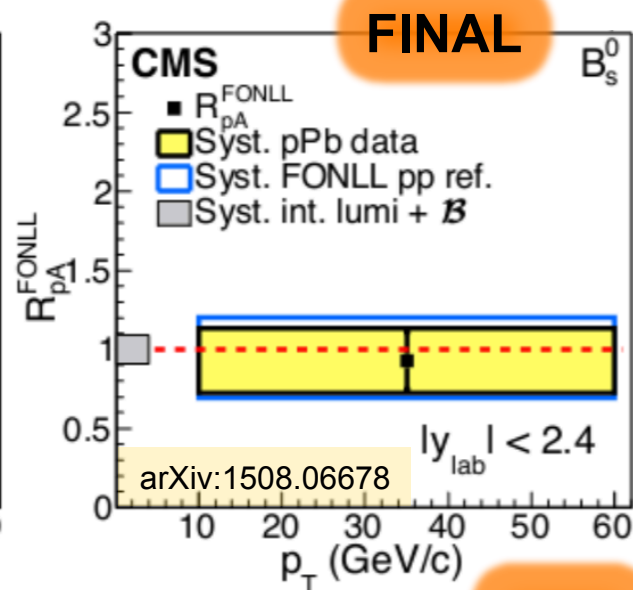 FINAL
3
CMS
B⁰ₛ
R^FONLL_pA
2.5
Syst. pPb data
2
Syst. FONLL pp ref.
Syst. int. lumi + ℬ
R^FONLL_pA
1.5
1
0.5
|y_lab| < 2.4
arXiv:1508.06678
0
10 20 30 40 50 60
p_T (GeV/c)